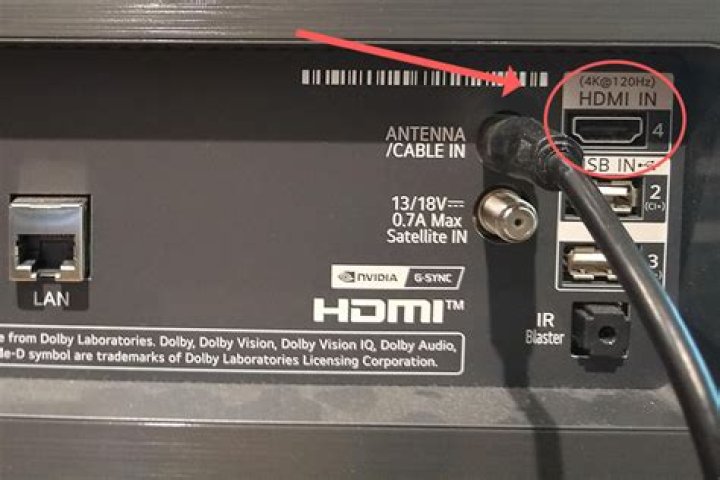 (4K@120Hz)
HDMI IN
4
ANTENNA
/CABLE IN
SB IN
2
13/18V⎓
0.7A Max
Satellite IN
3
NVIDIA G-SYNC
LAN
HDMI™
IR
Blaster
e from Dolby Laboratories. Dolby, Dolby Vision, Dolby Vision IQ, Dolby Audio,
le-D symbol are trademarks of Dolby Laboratories Licensing Corporation.